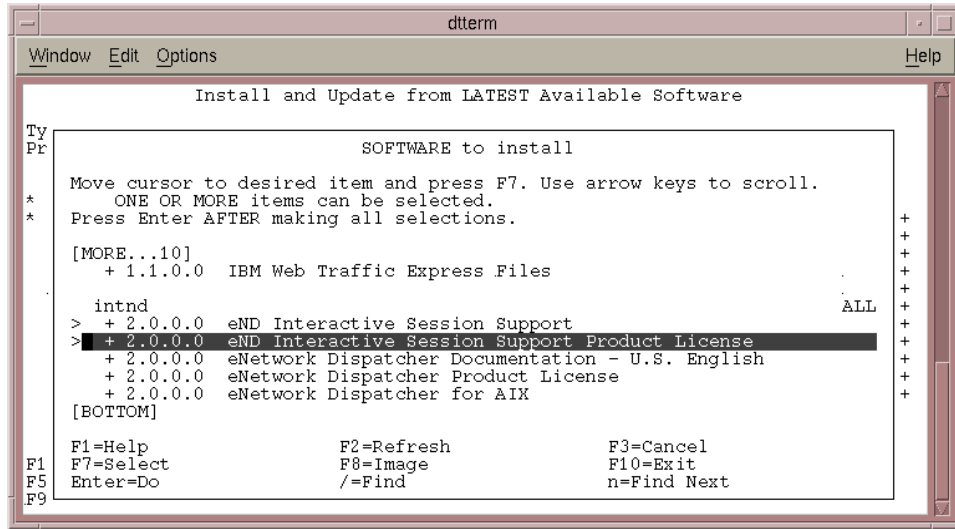 dtterm
Window Edit Options Help
Install and Update from LATEST Available Software
Ty
Pr SOFTWARE to install
Move cursor to desired item and press F7. Use arrow keys to scroll.
* ONE OR MORE items can be selected.
* Press Enter AFTER making all selections. +
+
[MORE...10] +
+ 1.1.0.0 IBM Web Traffic Express Files +
+
intnd ALL +
> + 2.0.0.0 eND Interactive Session Support +
> + 2.0.0.0 eND Interactive Session Support Product License +
+ 2.0.0.0 eNetwork Dispatcher Documentation - U.S. English +
+ 2.0.0.0 eNetwork Dispatcher Product License +
+ 2.0.0.0 eNetwork Dispatcher for AIX +
[BOTTOM]
F1=Help F2=Refresh F3=Cancel
F1 F7=Select F8=Image F10=Exit
F5 Enter=Do /=Find n=Find Next
F9